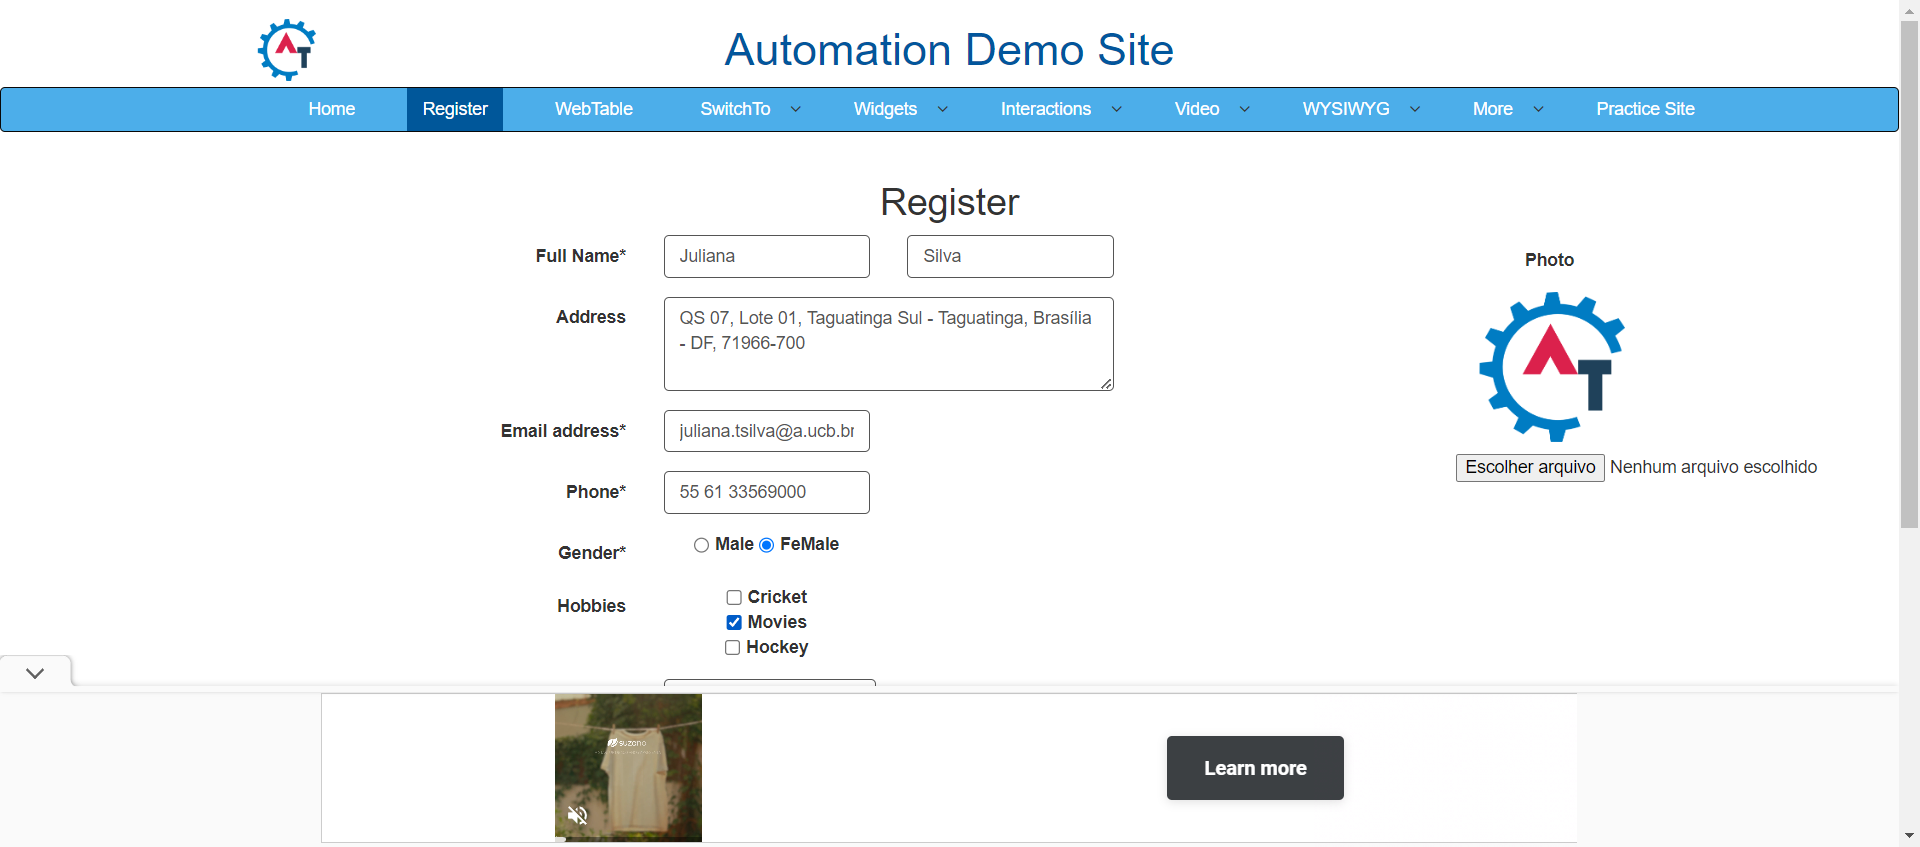 Automation Demo Site
Home Register WebTable SwitchTo Widgets Interactions Video WYSIWYG More Practice Site
Register
Full Name* Juliana Silva
Photo
Address QS 07, Lote 01, Taguatinga Sul - Taguatinga, Brasília
- DF, 71966-700
AT
Email address* juliana.tsilva@a.ucb.br
Escolher arquivo Nenhum arquivo escolhido
Phone* 55 61 33569000
Gender* Male FeMale
Hobbies Cricket
Movies
Hockey
suzano
Learn more